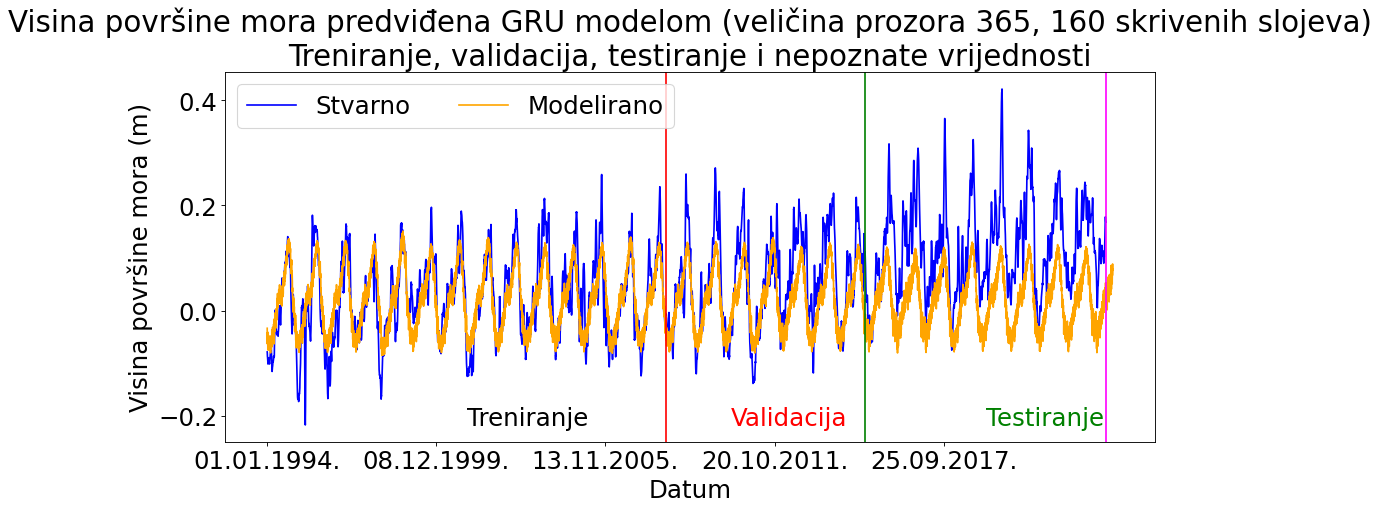 Visina površine mora predviđena GRU modelom (veličina prozora 365, 160 skrivenih slojeva)
Treniranje, validacija, testiranje i nepoznate vrijednosti
Stvarno
Modelirano
Visina površine mora (m)
0.4
0.2
0.0
−0.2
Treniranje
Validacija
Testiranje
01.01.1994.
08.12.1999.
13.11.2005.
20.10.2011.
25.09.2017.
Datum